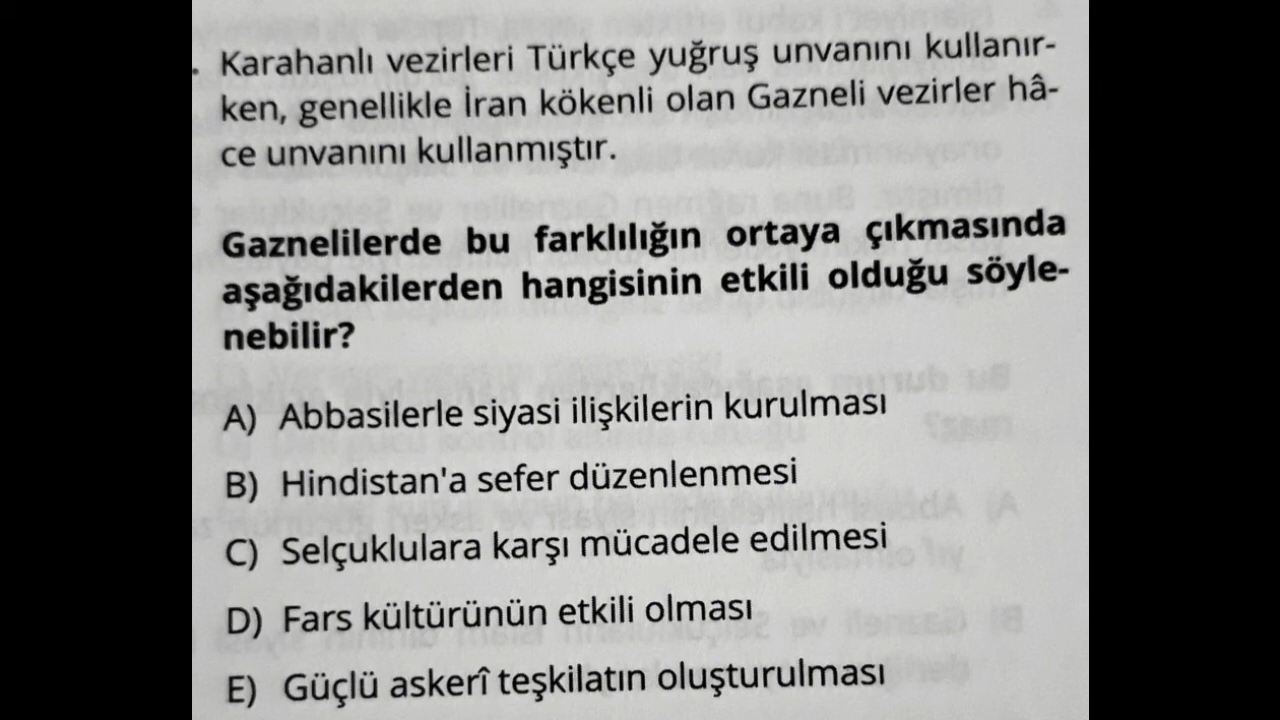 Karahanlı vezirleri Türkçe yuğruş unvanını kullanır-
ken, genellikle İran kökenli olan Gazneli vezirler hâ-
ce unvanını kullanmıştır.
Gaznelilerde bu farklılığın ortaya çıkmasında
aşağıdakilerden hangisinin etkili olduğu söyle-
nebilir?
A) Abbasilerle siyasi ilişkilerin kurulması
B) Hindistan'a sefer düzenlenmesi
C) Selçuklulara karşı mücadele edilmesi
D) Fars kültürünün etkili olması
E) Güçlü askerî teşkilatın oluşturulması